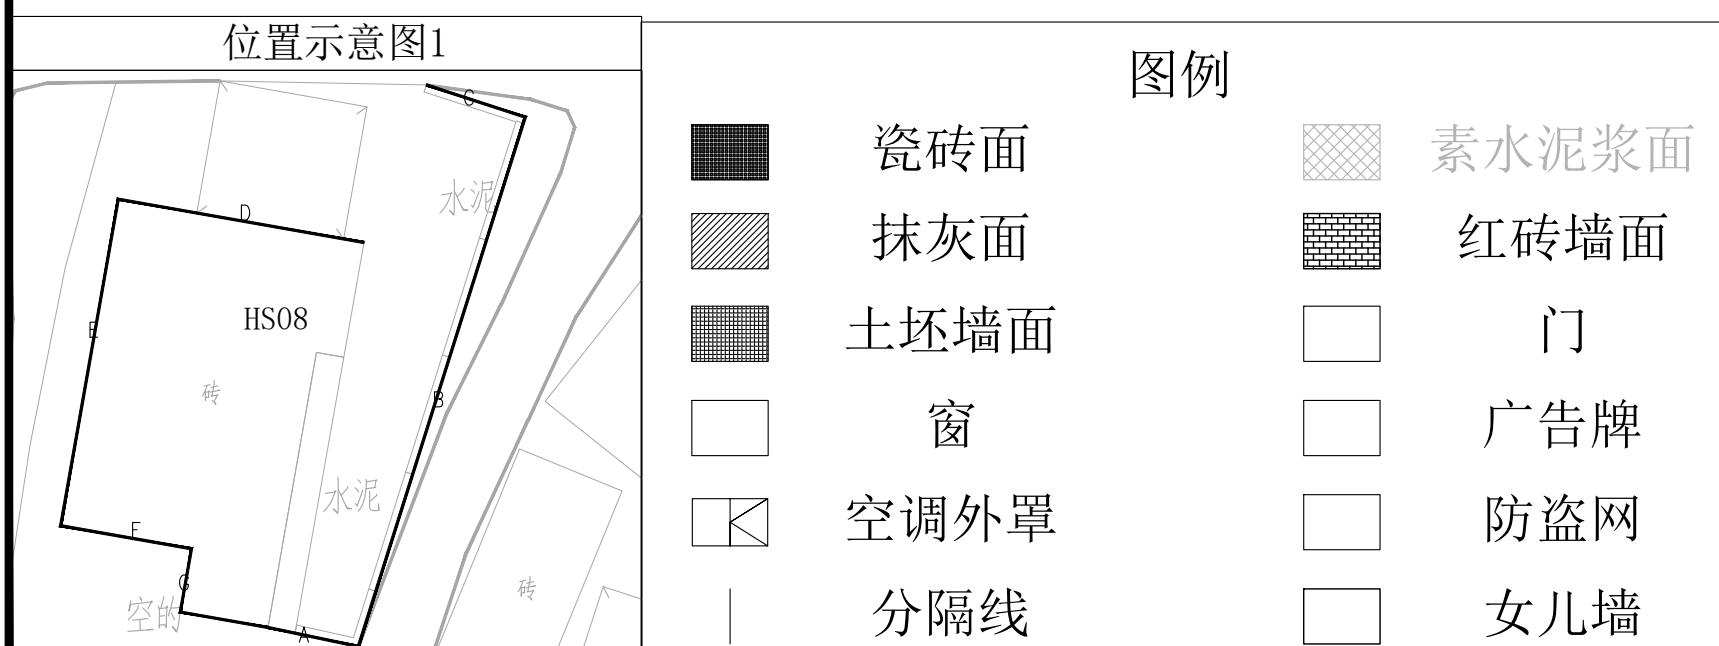 位置示意图1
C
水泥
D
HS08
E
砖
B
水泥
F
砖
G
空的
A
图例
瓷砖面 素水泥浆面
抹灰面 红砖墙面
土坯墙面 门
窗 广告牌
空调外罩 防盗网
分隔线 女儿墙